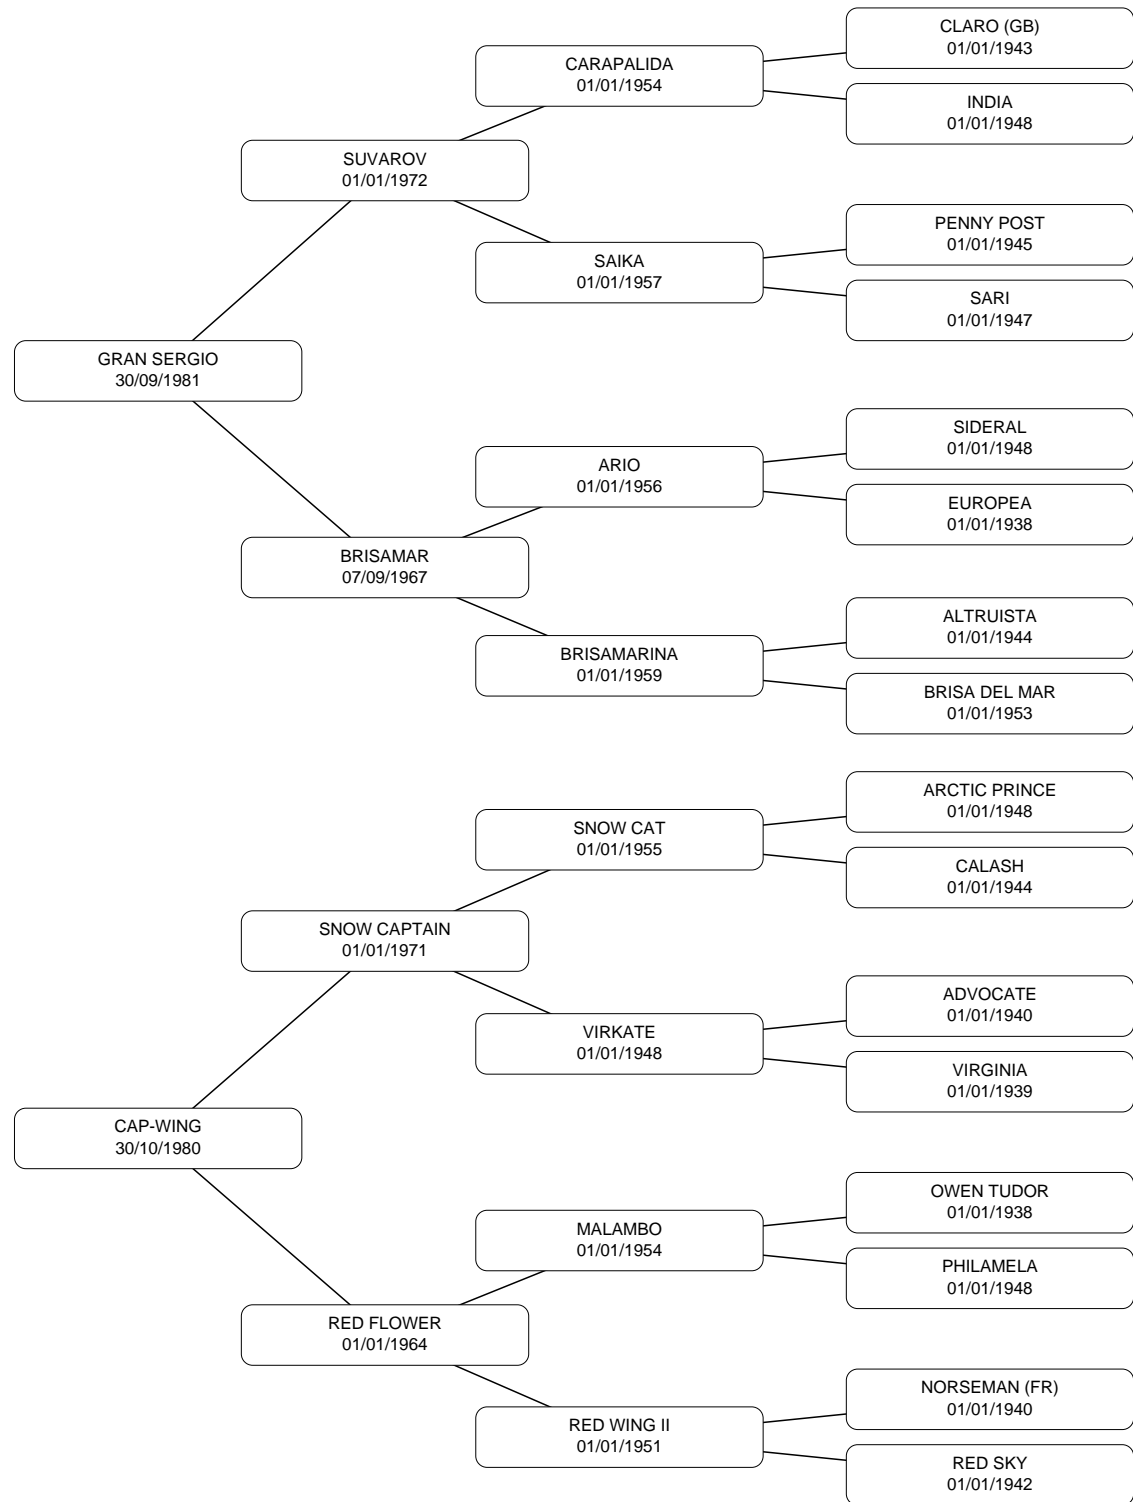 CLARO (GB)
01/01/1943
CARAPALIDA
01/01/1954
INDIA
01/01/1948
SUVAROV
01/01/1972
PENNY POST
01/01/1945
SAIKA
01/01/1957
SARI
01/01/1947
GRAN SERGIO
30/09/1981
SIDERAL
01/01/1948
ARIO
01/01/1956
EUROPEA
01/01/1938
BRISAMAR
07/09/1967
ALTRUISTA
01/01/1944
BRISAMARINA
01/01/1959
BRISA DEL MAR
01/01/1953
ARCTIC PRINCE
01/01/1948
SNOW CAT
01/01/1955
CALASH
01/01/1944
SNOW CAPTAIN
01/01/1971
ADVOCATE
01/01/1940
VIRKATE
01/01/1948
VIRGINIA
01/01/1939
CAP-WING
30/10/1980
OWEN TUDOR
01/01/1938
MALAMBO
01/01/1954
PHILAMELA
01/01/1948
RED FLOWER
01/01/1964
NORSEMAN (FR)
01/01/1940
RED WING II
01/01/1951
RED SKY
01/01/1942